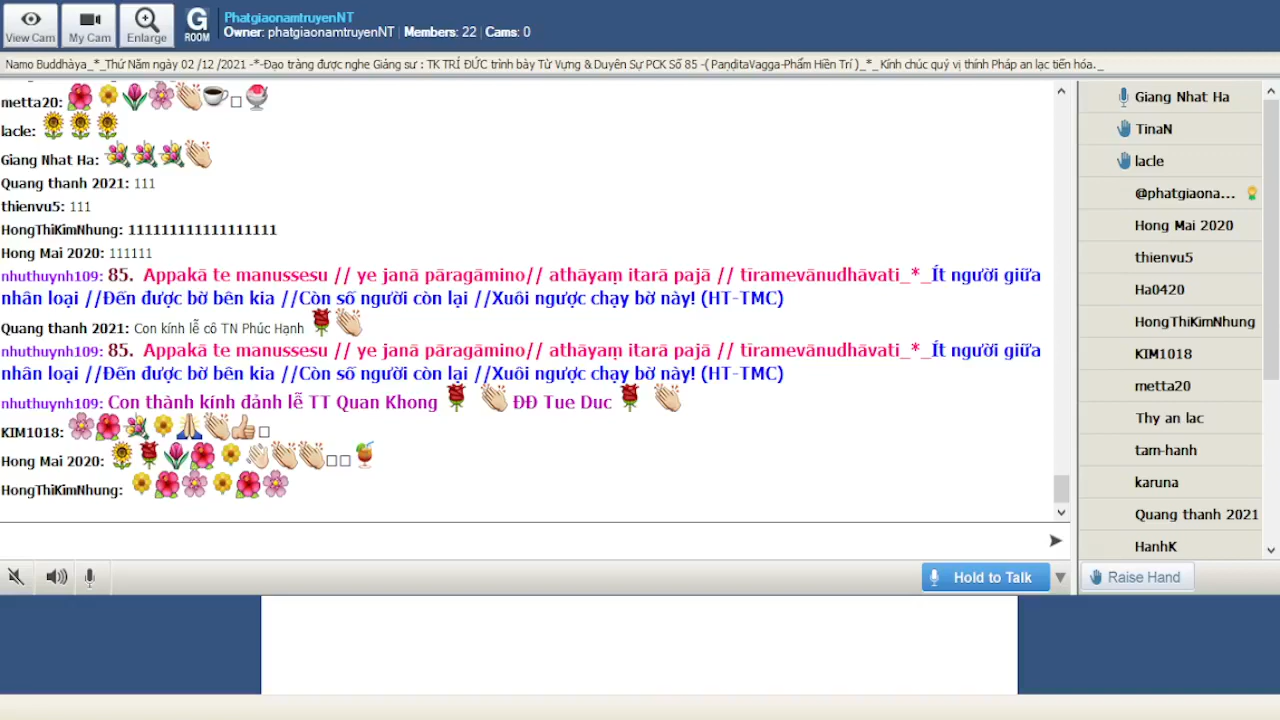 View Cam
My Cam
Enlarge
G
ROOM
PhatgiaonamtruyenNT
Owner: phatgiaonamtruyenNT | Members: 22 | Cams: 0
Namo Buddhàya_*_Thứ Năm ngày 02 /12 /2021 -*-Đạo tràng được nghe Giảng sư : TK TRÍ ĐỨC trình bày Từ Vựng & Duyên Sự PCK Số 85 -( PaṇḍitaVagga-Phẩm Hiền Trí )_*_ Kính chúc quý vị thính Pháp an lạc tiến hóa._
metta20:
lacle:
Giang Nhat Ha:
Quang thanh 2021: 111
thienvu5: 111
HongThiKimNhung: 11111111111111111
Hong Mai 2020: 111111
nhuthuynh109: 85. Appakā te manussesu // ye janā pāragāmino// athāyaṃ itarā pajā // tīramevānudhāvati_*_Ít người giữa
nhân loại //Đến được bờ bên kia //Còn số người còn lại //Xuôi ngược chạy bờ này! (HT-TMC)
Quang thanh 2021: Con kính lễ cô TN Phúc Hạnh
nhuthuynh109: 85. Appakā te manussesu // ye janā pāragāmino// athāyaṃ itarā pajā // tīramevānudhāvati_*_Ít người giữa
nhân loại //Đến được bờ bên kia //Còn số người còn lại //Xuôi ngược chạy bờ này! (HT-TMC)
nhuthuynh109: Con thành kính đảnh lễ TT Quan Khong ĐĐ Tue Duc
KIM1018:
Hong Mai 2020:
HongThiKimNhung:
Hold to Talk
Giang Nhat Ha
TinaN
lacle
@phatgiaona...
Hong Mai 2020
thienvu5
Ha0420
HongThiKimNhung
KIM1018
metta20
Thy an lac
tam-hanh
karuna
Quang thanh 2021
HanhK
Raise Hand